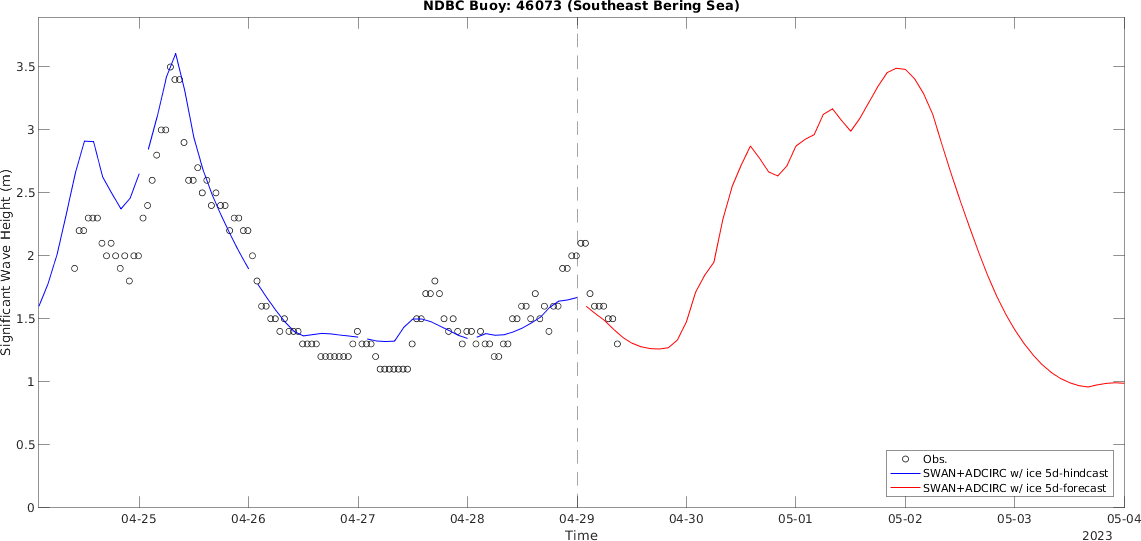 NDBC Buoy: 46073 (Southeast Bering Sea)
Significant Wave Height (m)
3.5
3
2.5
2
1.5
1
0.5
0
Obs.
SWAN+ADCIRC w/ ice 5d-hindcast
SWAN+ADCIRC w/ ice 5d-forecast
04-25 04-26 04-27 04-28 04-29 04-30 05-01 05-02 05-03 05-04
Time
2023